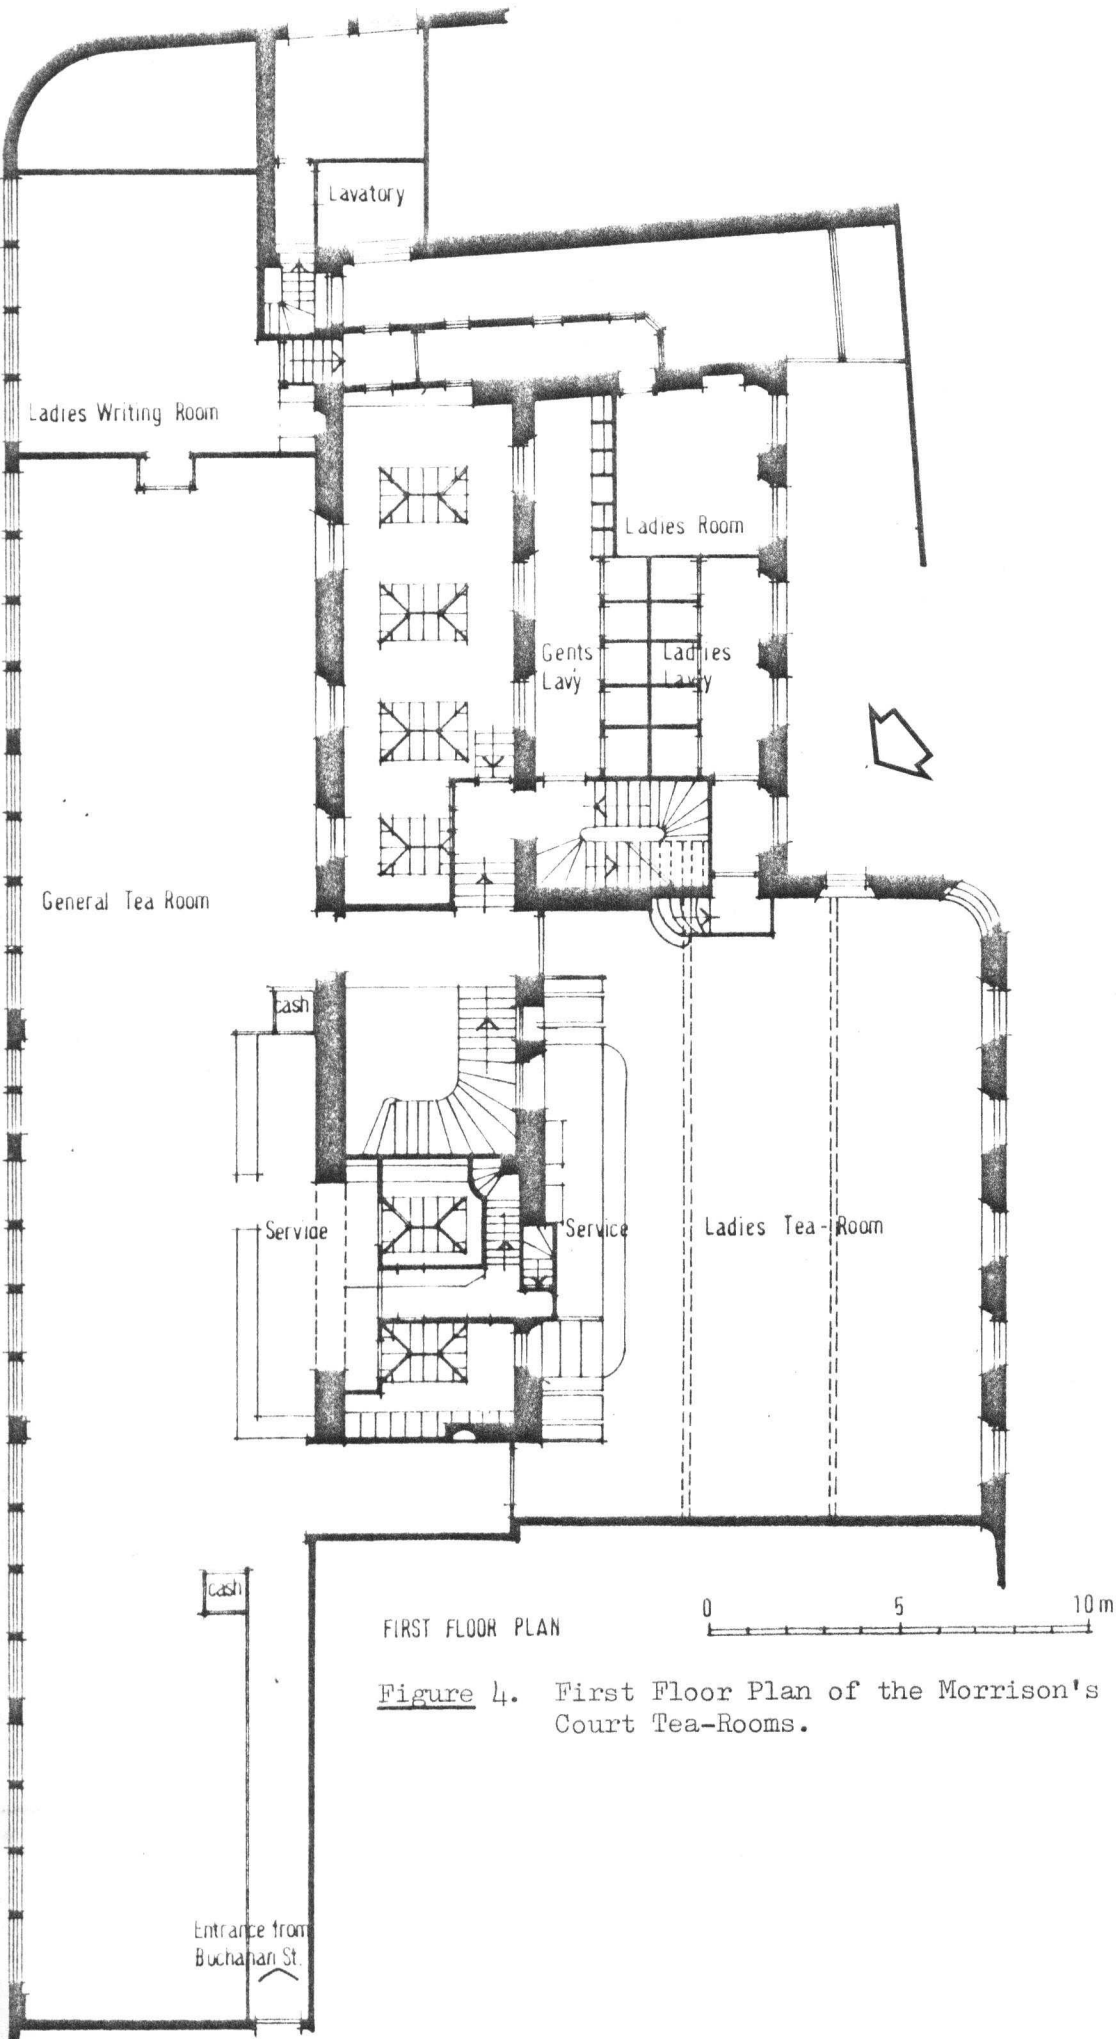 Lavatory
Ladies Writing Room
Ladies Room
Gents
Lavy
Ladies
Lavy
General Tea Room
cash
Service
Service
Ladies Tea-Room
cash
FIRST FLOOR PLAN
0 5 10m
Figure 4. First Floor Plan of the Morrison's
Court Tea-Rooms.
Entrance from
Buchanan St.